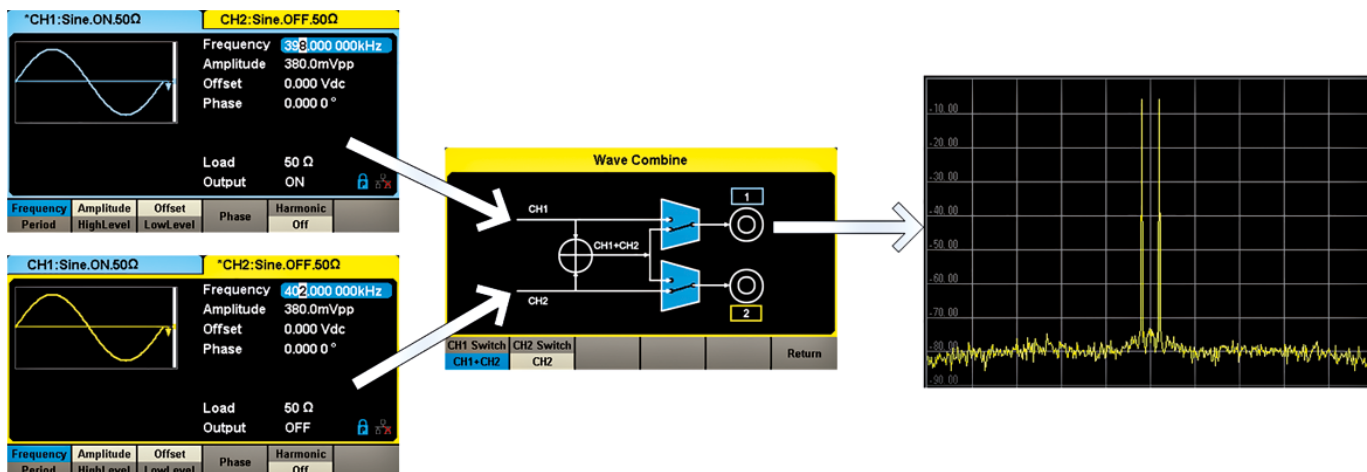 *CH1:Sine.ON.50Ω CH2:Sine.OFF.50Ω
Frequency 398.000 000kHz
Amplitude 380.0mVpp
Offset 0.000 Vdc
Phase 0.000 0 °
Load 50 Ω
Output ON
Frequency Amplitude Offset Phase Harmonic
Period HighLevel LowLevel Off
CH1:Sine.ON.50Ω *CH2:Sine.OFF.50Ω
Frequency 402.000 000kHz
Amplitude 380.0mVpp
Offset 0.000 Vdc
Phase 0.000 0 °
Load 50 Ω
Output OFF
Frequency Amplitude Offset Phase Harmonic
Period HighLevel LowLevel Off
Wave Combine
CH1
1
CH1+CH2
CH2
2
CH1 Switch CH2 Switch
CH1+CH2 CH2 Return
-10.00
-20.00
-30.00
-40.00
-50.00
-60.00
-70.00
-80.00
-90.00